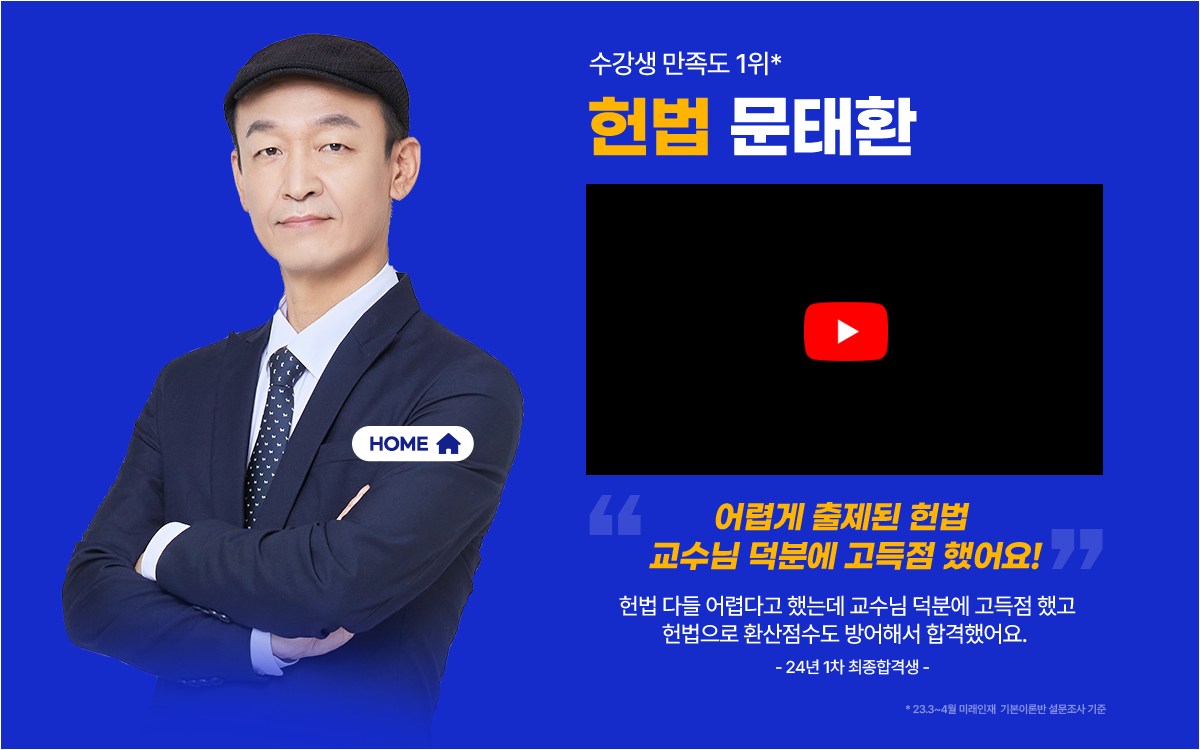 수강생 만족도 1위*
헌법 문태환
HOME
“
어렵게 출제된 헌법
교수님 덕분에 고득점 했어요!
”
헌법 다들 어렵다고 했는데 교수님 덕분에 고득점 했고
헌법으로 환산점수도 방어해서 합격했어요.
- 24년 1차 최종합격생 -
* 23.3~4월 미래인재 기본이론반 설문조사 기준